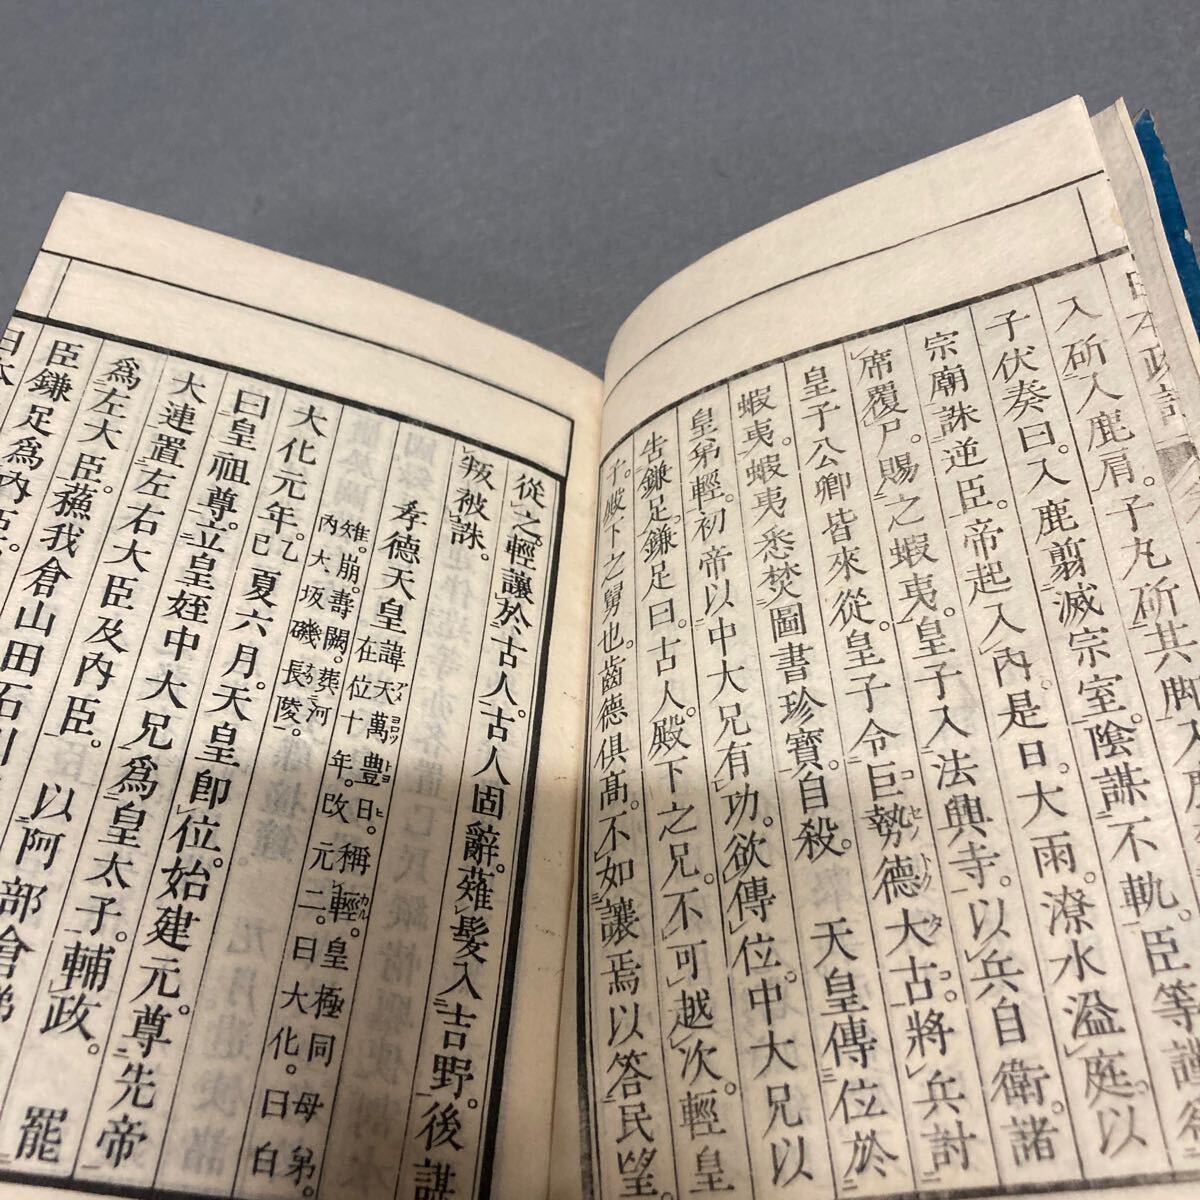 日本政記
入斫入鹿肩。子丸斫其脚。入鹿
子伏奏曰。入鹿翦滅宗室。陰謀不軌。臣等謹
宗廟誅逆臣。帝起入內是日大雨。潦水溢庭。以
席覆尸。賜之蝦夷。皇子入法興寺。以兵自衛。諸
皇子公卿皆來從。皇子令巨勢德大古。將兵討
蝦夷。蝦夷悉焚圖書珍寶。自殺。 天皇傳位於
皇弟輕。初帝以中大兄有功。欲傳位。中大兄以
告鎌足。鎌足曰。古人。殿下之兄。不可越次。輕皇
子。殿下之舅也。齒德俱高。不如讓焉以答民望。
從之。輕讓於古人。古人固辭。薙髮入吉野。後謀
叛被誅。
孝德天皇諱天萬豐日。稱輕。皇極同母弟。
在位十年。改元二。曰大化。曰白
雉。崩。壽闕。葬河
內大坂磯長陵。
大化元年。乙巳夏六月。天皇卽位。始建元。尊先帝
曰皇祖尊。立皇姪中大兄爲皇太子。輔政。 罷
大連置左右大臣及內臣。 以阿部倉梯
爲左大臣。蘓我倉山田石川
臣鎌足爲內臣。
日本